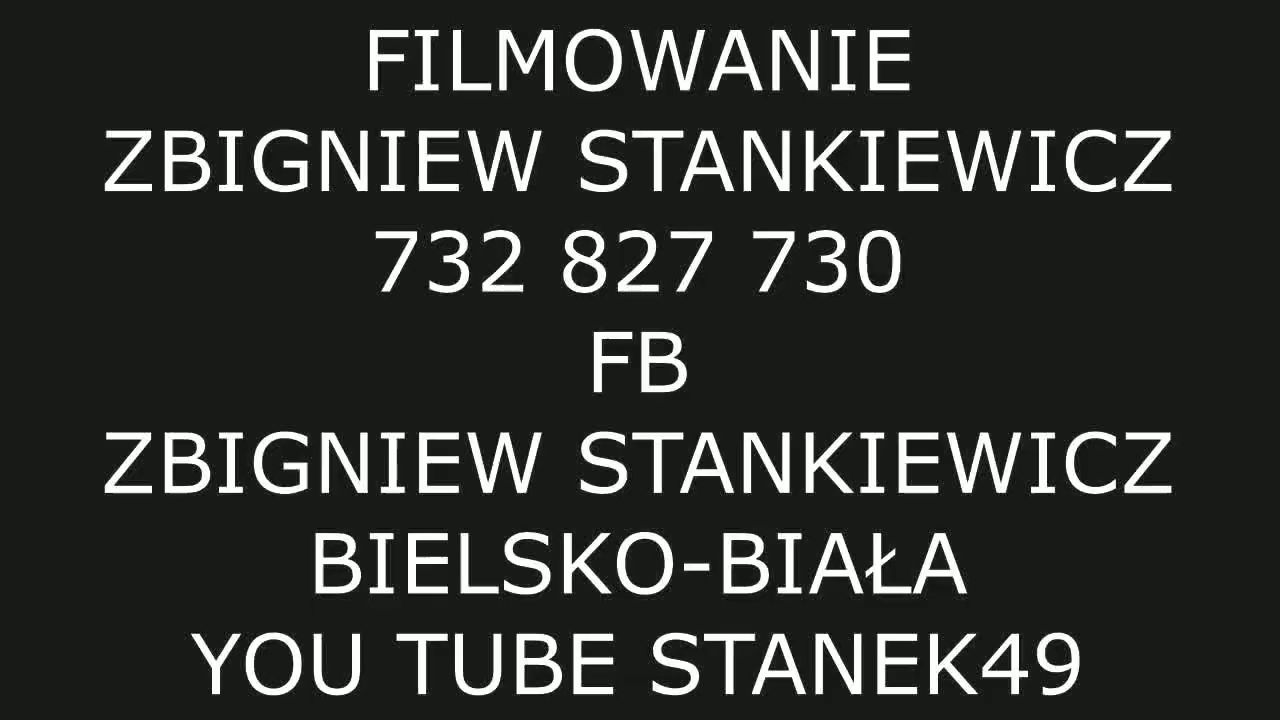 FILMOWANIE
ZBIGNIEW STANKIEWICZ
732 827 730
FB
ZBIGNIEW STANKIEWICZ
BIELSKO-BIAŁA
YOU TUBE STANEK49